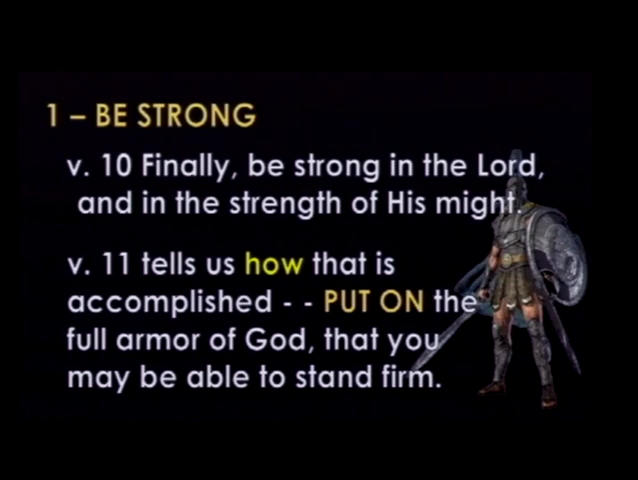 1 – BE STRONG
v. 10 Finally, be strong in the Lord,
and in the strength of His might.
v. 11 tells us how that is
accomplished - - PUT ON the
full armor of God, that you
may be able to stand firm.